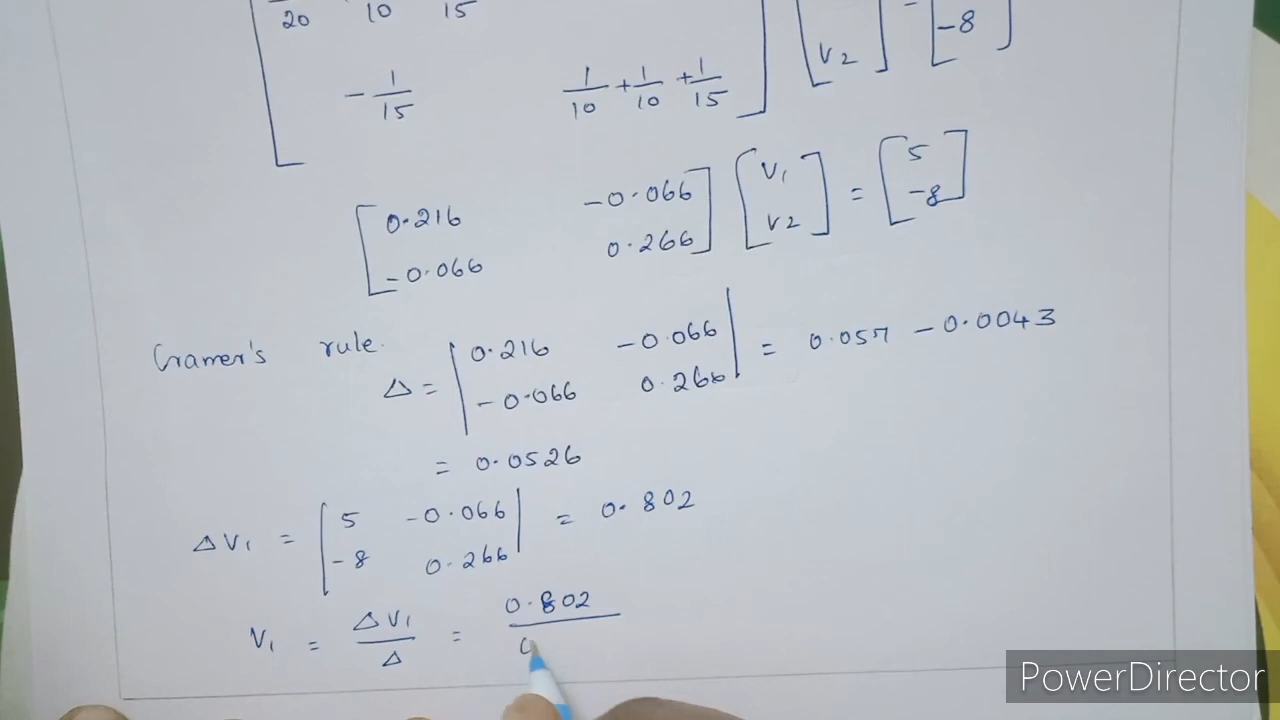 20 10 15
-8
V2
- 1/15 1/10 + 1/10 + 1/15
[ 0.216 -0.066 ] [ V1 ] = [ 5 ]
[ -0.066 0.266 ] [ V2 ] [ -8 ]
Cramer's rule.
Δ = | 0.216 -0.066 | = 0.057 - 0.0043
| -0.066 0.266 |
= 0.0526
ΔV1 = | 5 -0.066 | = 0.802
| -8 0.266 |
V1 = ΔV1/Δ = 0.802
PowerDirector